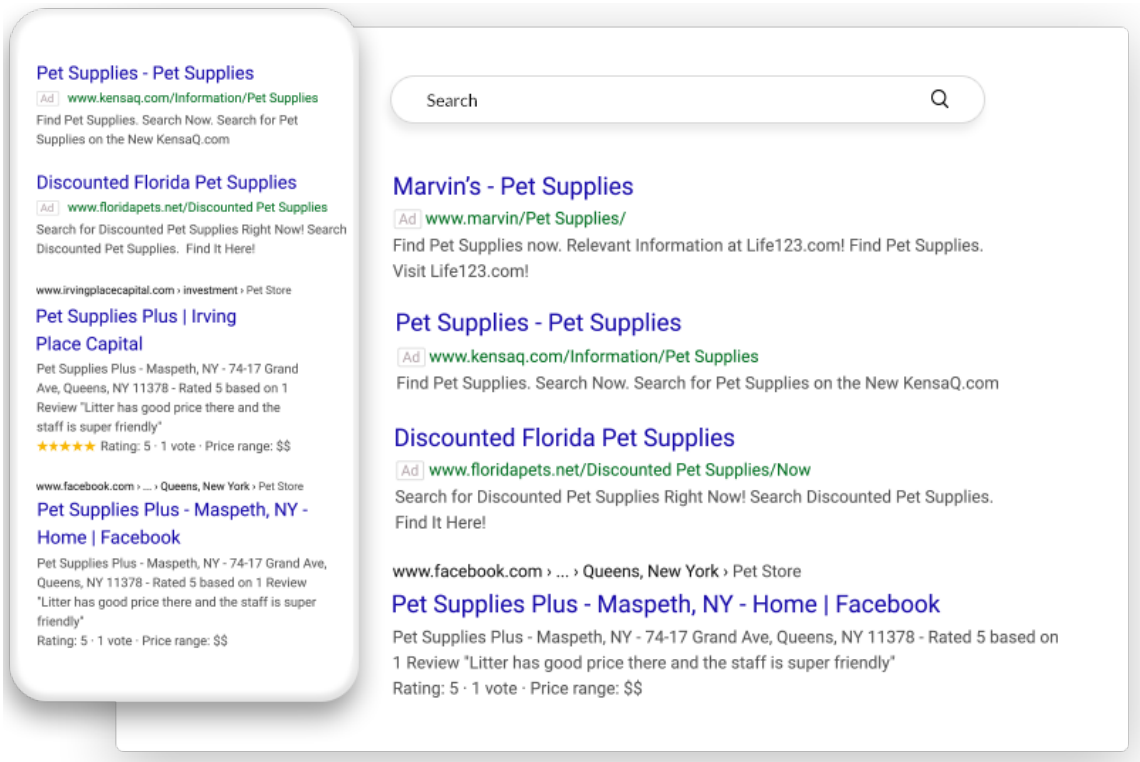 Pet Supplies - Pet Supplies
Ad www.kensaq.com/Information/Pet Supplies
Find Pet Supplies. Search Now. Search for Pet
Supplies on the New KensaQ.com
Discounted Florida Pet Supplies
Ad www.floridapets.net/Discounted Pet Supplies
Search for Discounted Pet Supplies Right Now! Search
Discounted Pet Supplies. Find It Here!
www.irvingplacecapital.com › investment › Pet Store
Pet Supplies Plus | Irving
Place Capital
Pet Supplies Plus - Maspeth, NY - 74-17 Grand
Ave, Queens, NY 11378 - Rated 5 based on 1
Review "Litter has good price there and the
staff is super friendly"
★★★★★ Rating: 5 · 1 vote · Price range: $$
www.facebook.com › ... › Queens, New York › Pet Store
Pet Supplies Plus - Maspeth, NY -
Home | Facebook
Pet Supplies Plus - Maspeth, NY - 74-17 Grand Ave,
Queens, NY 11378 - Rated 5 based on 1 Review
"Litter has good price there and the staff is super
friendly"
Rating: 5 · 1 vote · Price range: $$
Search
Marvin's - Pet Supplies
Ad www.marvin/Pet Supplies/
Find Pet Supplies now. Relevant Information at Life123.com! Find Pet Supplies.
Visit Life123.com!
Pet Supplies - Pet Supplies
Ad www.kensaq.com/Information/Pet Supplies
Find Pet Supplies. Search Now. Search for Pet Supplies on the New KensaQ.com
Discounted Florida Pet Supplies
Ad www.floridapets.net/Discounted Pet Supplies/Now
Search for Discounted Pet Supplies Right Now! Search Discounted Pet Supplies.
Find It Here!
www.facebook.com › ... › Queens, New York › Pet Store
Pet Supplies Plus - Maspeth, NY - Home | Facebook
Pet Supplies Plus - Maspeth, NY - 74-17 Grand Ave, Queens, NY 11378 - Rated 5 based on
1 Review "Litter has good price there and the staff is super friendly"
Rating: 5 · 1 vote · Price range: $$